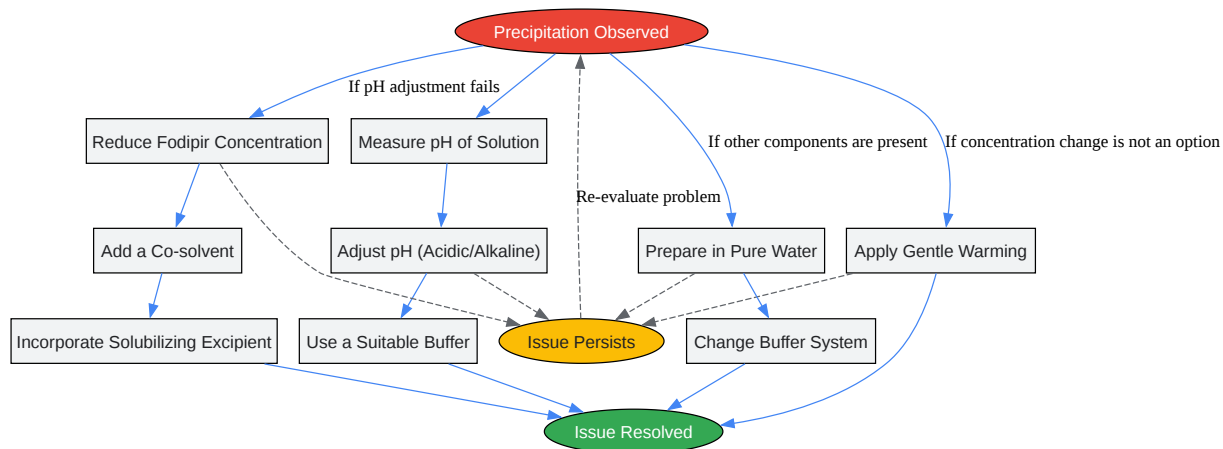 Precipitation Observed
If pH adjustment fails
Reduce Fodipir Concentration
Measure pH of Solution
If other components are present
If concentration change is not an option
Re-evaluate problem
Add a Co-solvent
Adjust pH (Acidic/Alkaline)
Prepare in Pure Water
Apply Gentle Warming
Incorporate Solubilizing Excipient
Use a Suitable Buffer
Issue Persists
Change Buffer System
Issue Resolved